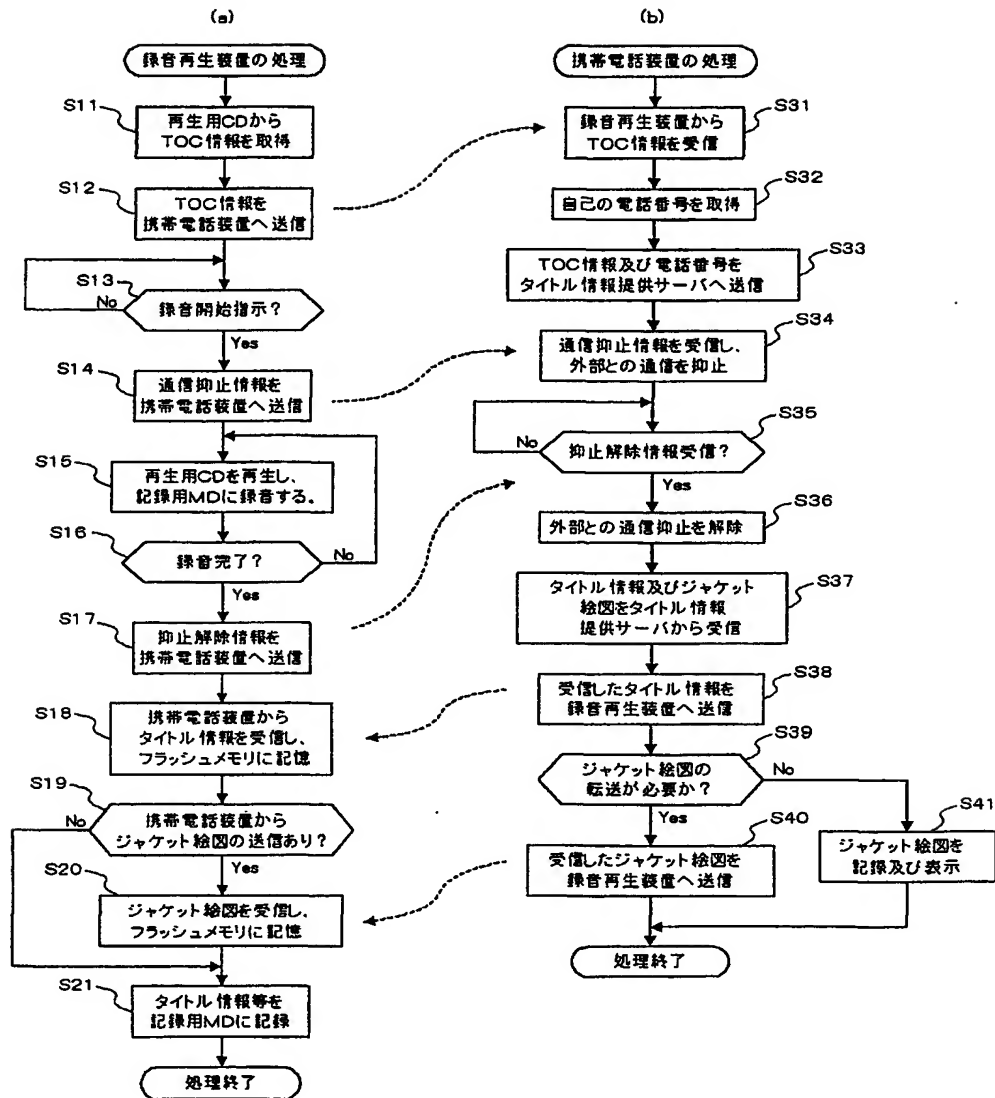 (a)
録音再生装置の処理
S11
再生用CDから
TOC情報を取得
S12
TOC情報を
携帯電話装置へ送信
S13
録音開始指示?
No
Yes
S14
通信抑止情報を
携帯電話装置へ送信
S15
再生用CDを再生し、
記録用MDに録音する。
S16
録音完了?
No
Yes
S17
抑止解除情報を
携帯電話装置へ送信
S18
携帯電話装置から
タイトル情報を受信し、
フラッシュメモリに記憶
S19
携帯電話装置から
ジャケット絵図の送信あり?
No
Yes
S20
ジャケット絵図を受信し、
フラッシュメモリに記憶
S21
タイトル情報等を
記録用MDに記録
処理終了
(b)
携帯電話装置の処理
S31
録音再生装置から
TOC情報を受信
S32
自己の電話番号を取得
S33
TOC情報及び電話番号を
タイトル情報提供サーバへ送信
S34
通信抑止情報を受信し、
外部との通信を抑止
S35
抑止解除情報受信?
No
Yes
S36
外部との通信抑止を解除
S37
タイトル情報及びジャケット
絵図をタイトル情報
提供サーバから受信
S38
受信したタイトル情報を
録音再生装置へ送信
S39
ジャケット絵図の
転送が必要か?
No
Yes
S40
受信したジャケット絵図を
録音再生装置へ送信
S41
ジャケット絵図を
記録及び表示
処理終了